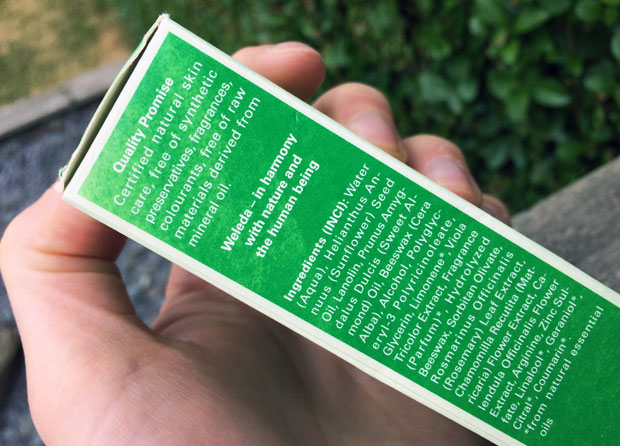 Quality Promise
Certified natural skin
care, free of synthetic
preservatives, fragrances,
colourants, free of raw
materials derived from
mineral oil.
Weleda – in harmony
with nature and
the human being
Ingredients (INCI): Water
(Aqua), Helianthus An-
nuus (Sunflower) Seed
Oil, Lanolin, Prunus Amyg-
dalus Dulcis (Sweet Al-
mond) Oil, Beeswax (Cera
Alba), Alcohol, Polyglyc-
eryl-3 Polyricinoleate,
Glycerin, Limonene*, Viola
Tricolor Extract, Fragrance
(Parfum)*, Hydrolyzed
Beeswax, Sorbitan Olivate,
Rosmarinus Officinalis
(Rosemary) Leaf Extract,
Chamomilla Recutita (Mat-
ricaria) Flower Extract, Ca-
lendula Officinalis Flower
Extract, Arginine, Zinc Sul-
fate, Linalool*, Geraniol*,
Citral*, Coumarin*.
*from natural essential
oils